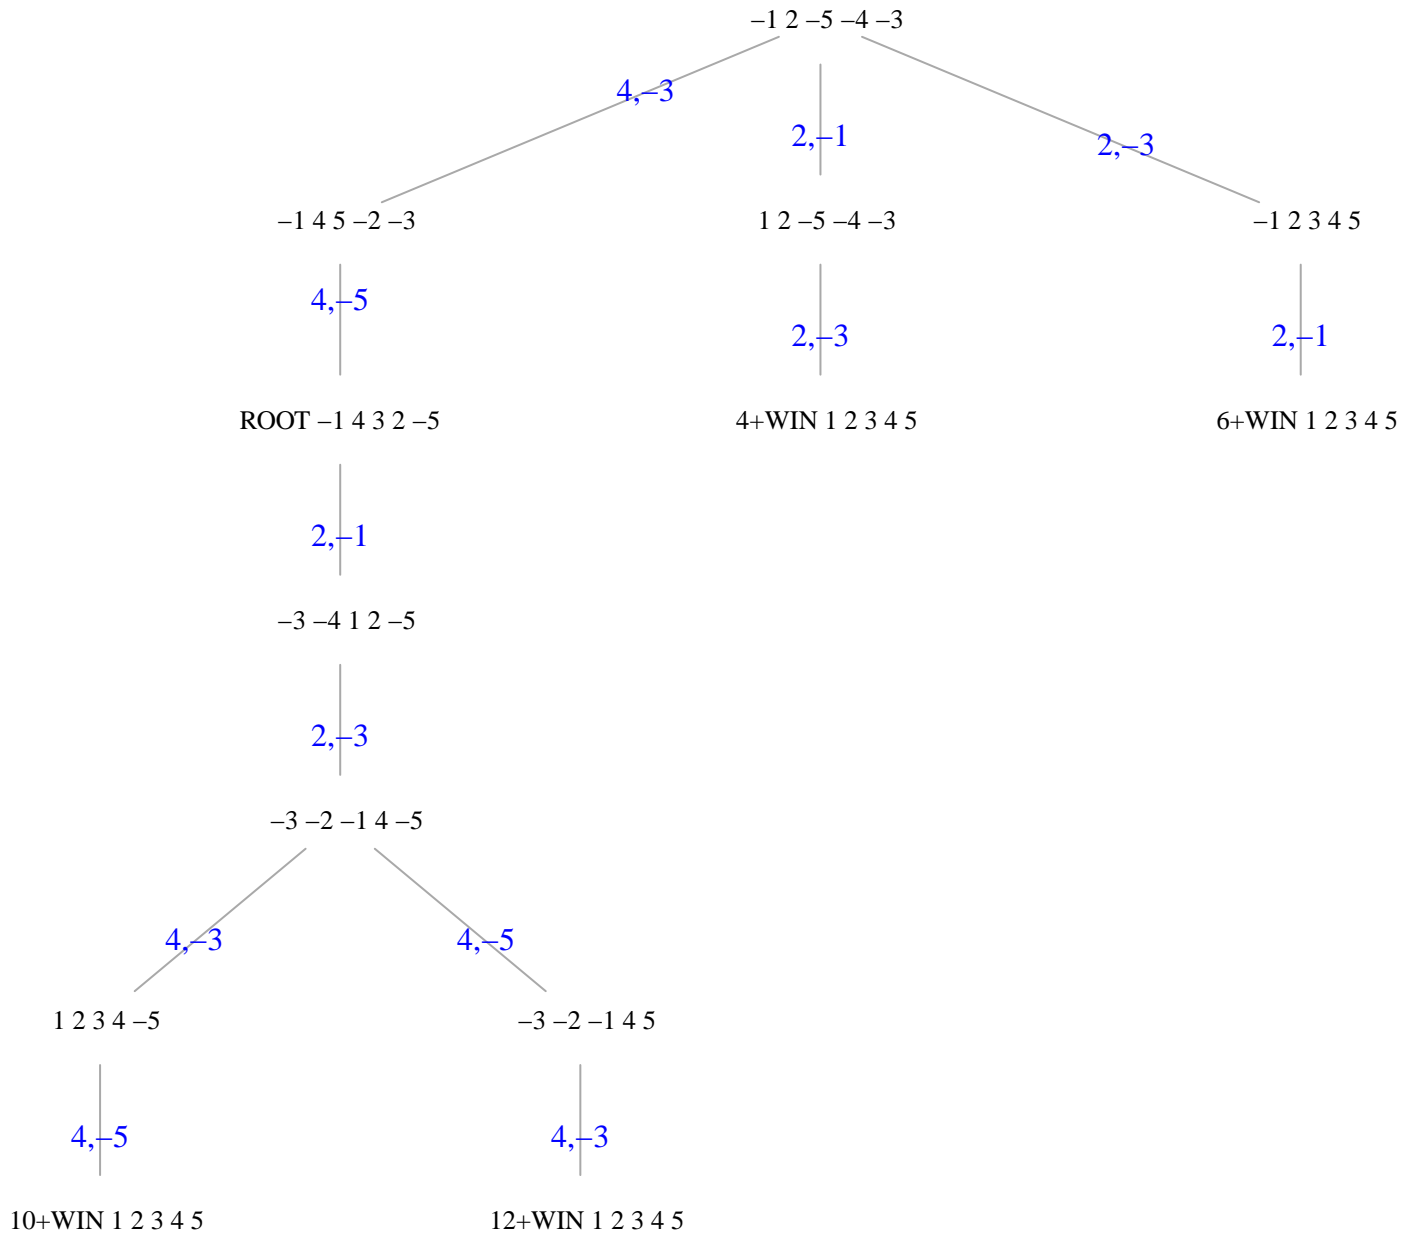 –1 2 –5 –4 –3
4,–3
2,–1
2,–3
–1 4 5 –2 –3
1 2 –5 –4 –3
–1 2 3 4 5
4,–5
2,–3
2,–1
ROOT –1 4 3 2 –5
4+WIN 1 2 3 4 5
6+WIN 1 2 3 4 5
2,–1
–3 –4 1 2 –5
2,–3
–3 –2 –1 4 –5
4,–3
4,–5
1 2 3 4 –5
–3 –2 –1 4 5
4,–5
4,–3
10+WIN 1 2 3 4 5
12+WIN 1 2 3 4 5